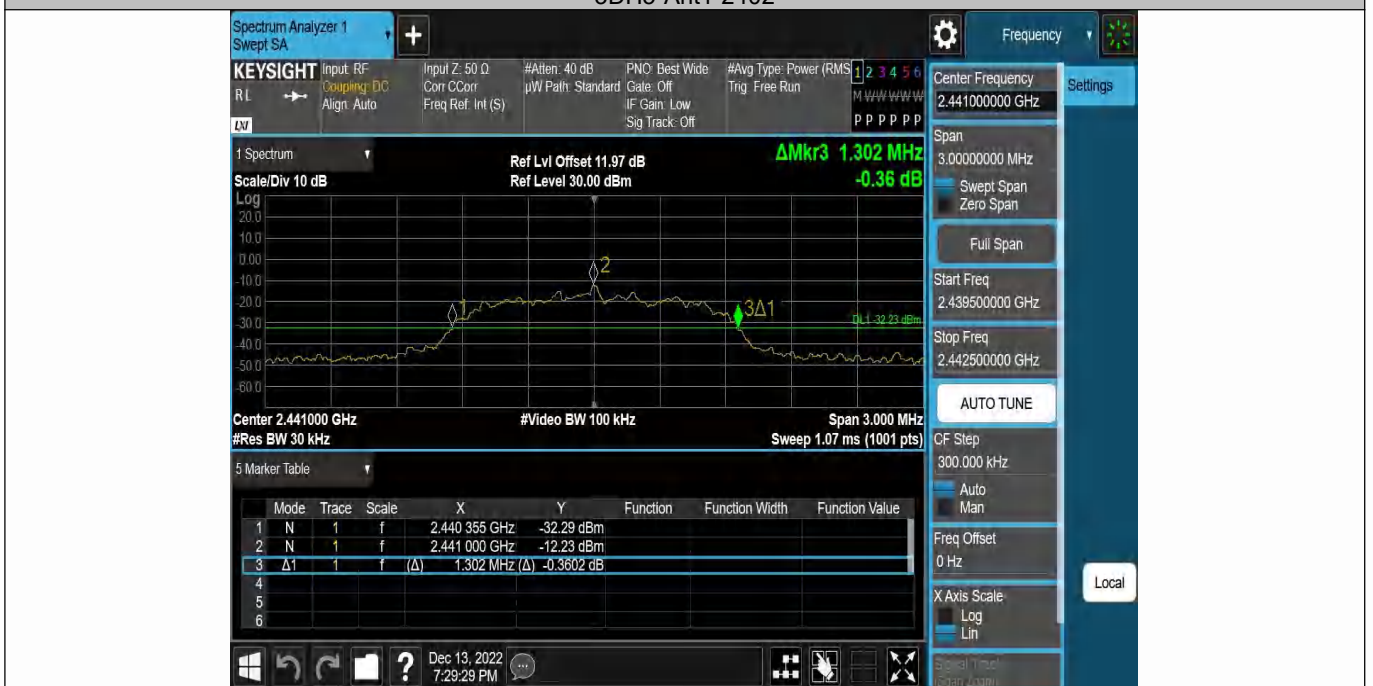 Spectrum Analyzer 1
Swept SA
Frequency
KEYSIGHT
RL
LXI
Input: RF
Coupling: DC
Align: Auto
Input Z: 50 Ω
Corr CCorr
Freq Ref: Int (S)
#Atten: 40 dB
µW Path: Standard
PNO: Best Wide
Gate: Off
IF Gain: Low
Sig Track: Off
#Avg Type: Power (RMS
Trig: Free Run
1 2 3 4 5 6
M W W W W W
P P P P P P
1 Spectrum
Scale/Div 10 dB
Ref Lvl Offset 11.97 dB
Ref Level 30.00 dBm
ΔMkr3 1.302 MHz
-0.36 dB
Log
20.0
10.0
0.00
-10.0
-20.0
-30.0
-40.0
-50.0
-60.0
1
2
3Δ1
DL1 -32.23 dBm
Center 2.441000 GHz
#Video BW 100 kHz
Span 3.000 MHz
#Res BW 30 kHz
Sweep 1.07 ms (1001 pts)
5 Marker Table
Mode Trace Scale X Y Function Function Width Function Value
1 N 1 f 2.440 355 GHz -32.29 dBm
2 N 1 f 2.441 000 GHz -12.23 dBm
3 Δ1 1 f (Δ) 1.302 MHz (Δ) -0.3602 dB
4
5
6
Dec 13, 2022
7:29:29 PM
Center Frequency
2.441000000 GHz
Settings
Span
3.00000000 MHz
Swept Span
Zero Span
Full Span
Start Freq
2.439500000 GHz
Stop Freq
2.442500000 GHz
AUTO TUNE
CF Step
300.000 kHz
Auto
Man
Freq Offset
0 Hz
X Axis Scale
Log
Lin
Local